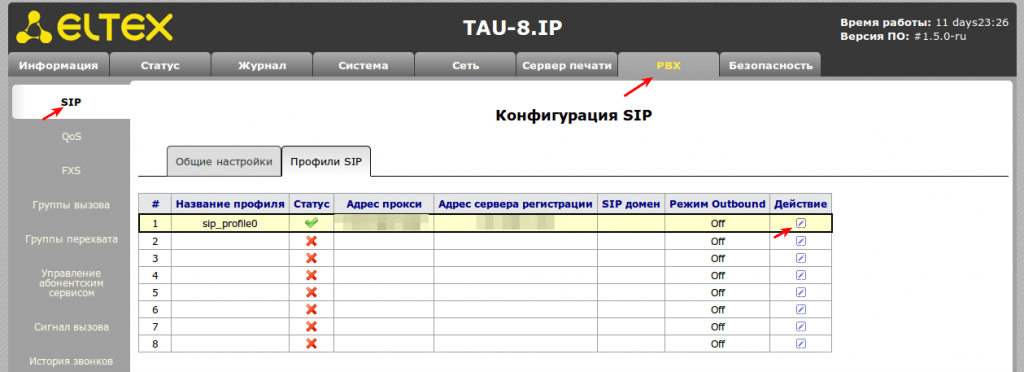 ELTEX
TAU-8.IP
Время работы: 11 days23:26
Версия ПО: #1.5.0-ru
Информация Статус Журнал Система Сеть Сервер печати PBX Безопасность
SIP
QoS
FXS
Группы вызова
Группы перехвата
Управление
абонентским
сервисом
Сигнал вызова
История звонков
Конфигурация SIP
Общие настройки Профили SIP
# Название профиля Статус Адрес прокси Адрес сервера регистрации SIP домен Режим Outbound Действие
1 sip_profile0 Off
2 Off
3 Off
4 Off
5 Off
6 Off
7 Off
8 Off